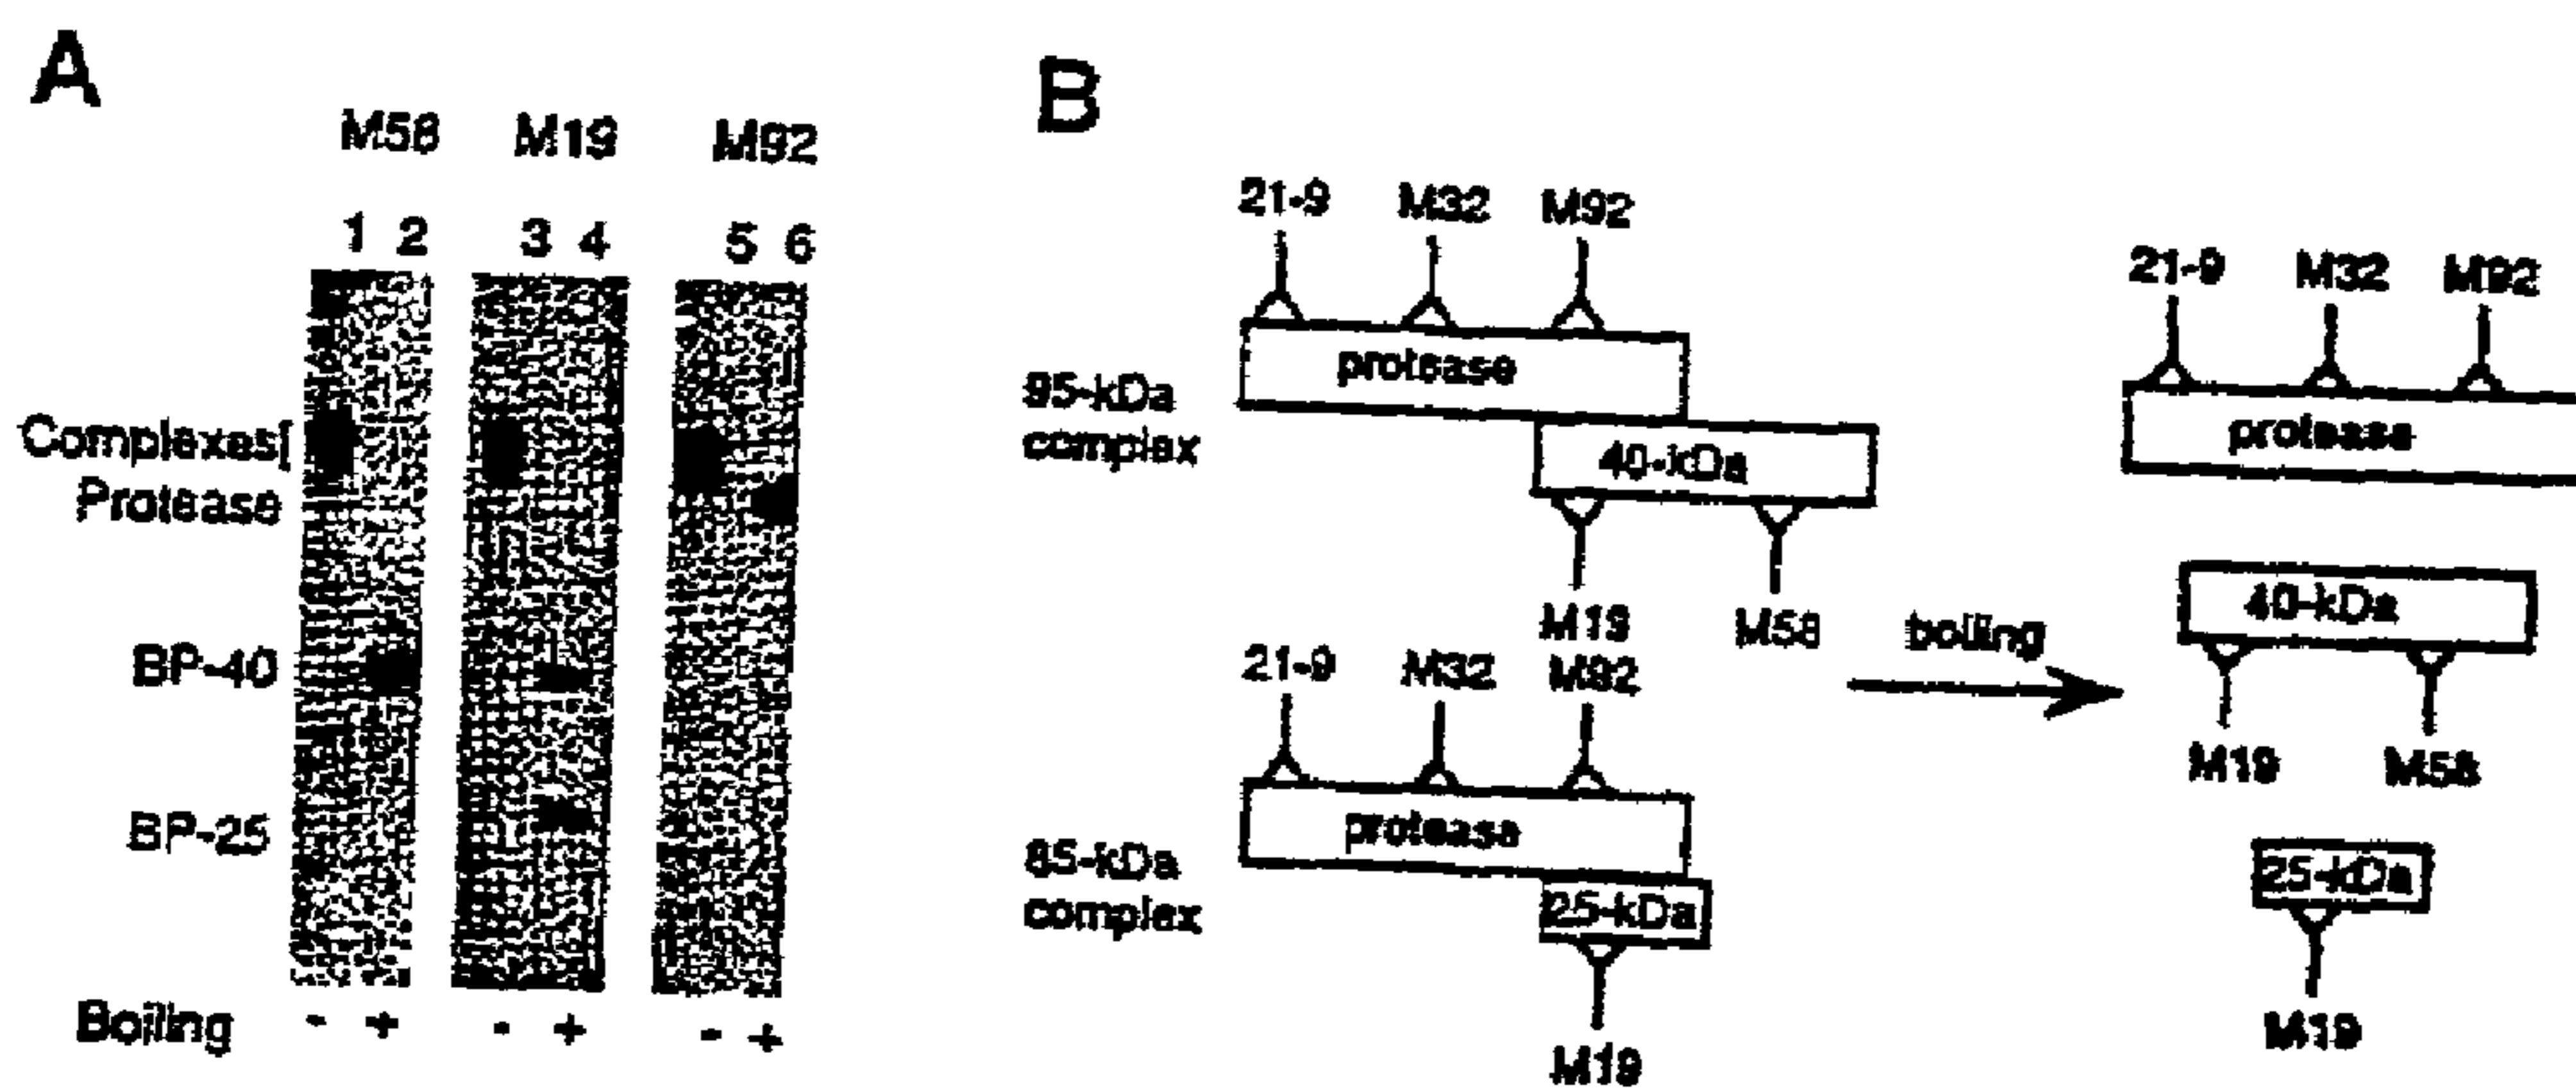 A
M58 M19 M92
1 2 3 4 5 6
Complexes[
Protease
BP-40
BP-25
Boiling - + - + - +
B
21-9 M32 M92
95-kDa
complex
protease
40-kDa
M19 M58
21-9 M32 M92
85-kDa
complex
protease
25-kDa
M19
boiling
21-9 M32 M92
protease
40-kDa
M19 M58
25-kDa
M19